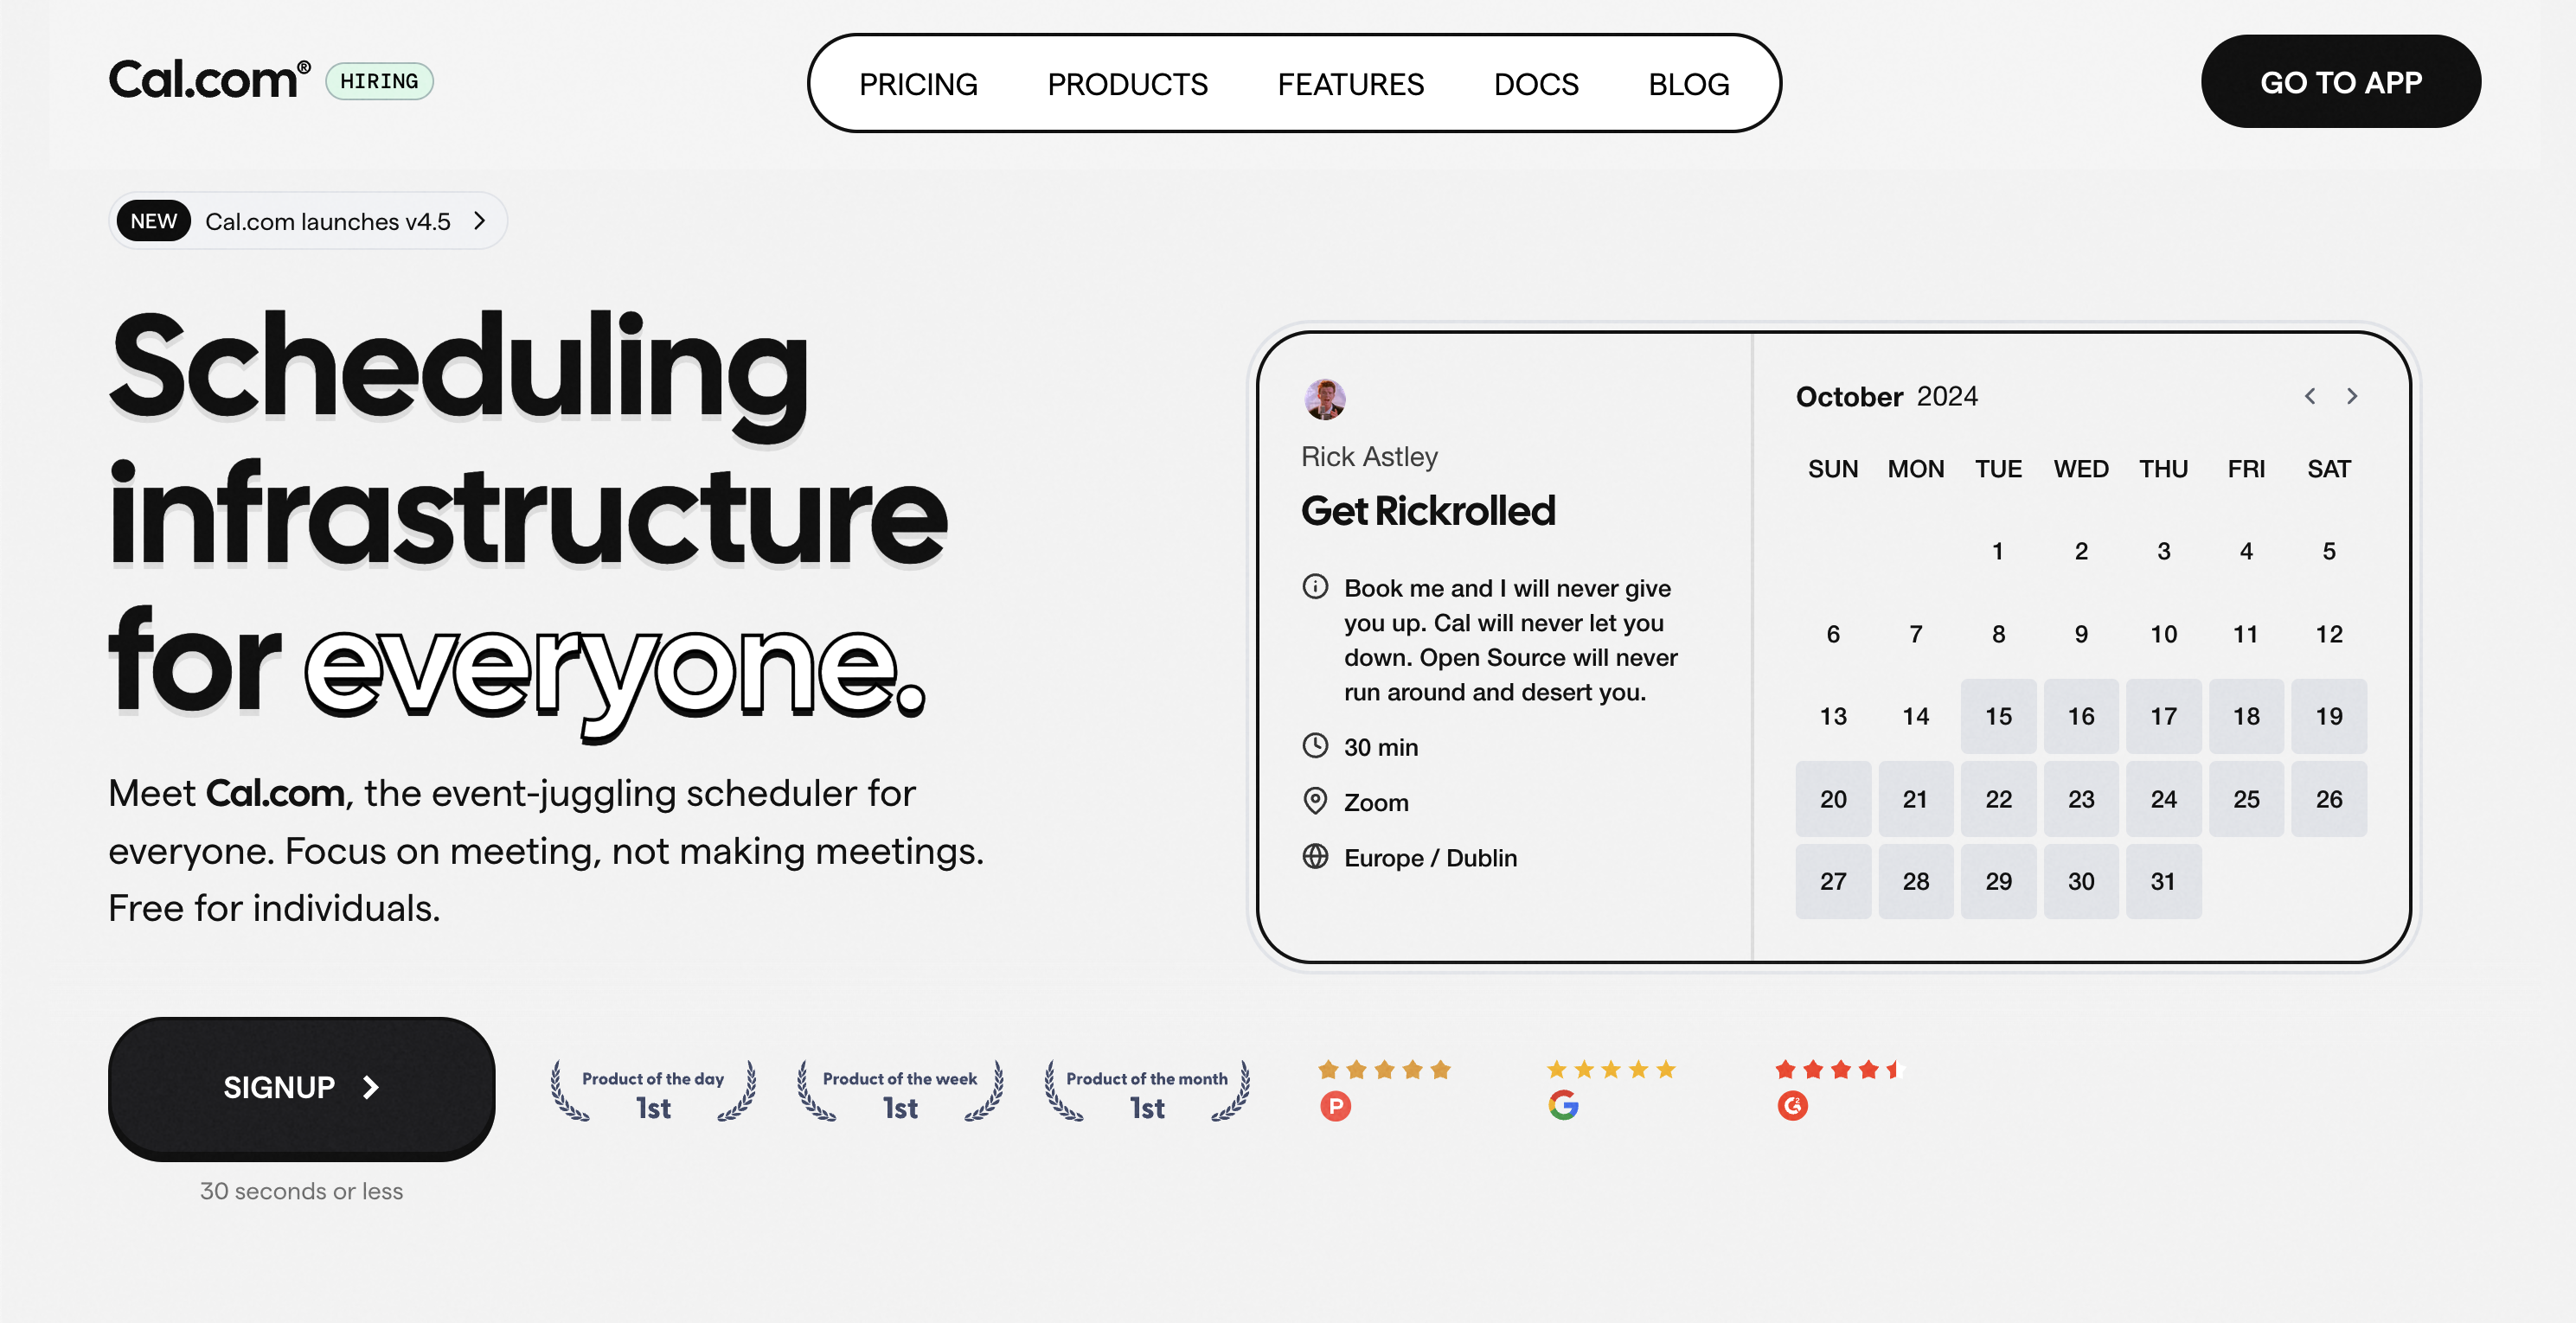 Cal.com®
HIRING
PRICING PRODUCTS FEATURES DOCS BLOG
GO TO APP
NEW Cal.com launches v4.5
Scheduling
infrastructure
for everyone.
Meet Cal.com, the event-juggling scheduler for
everyone. Focus on meeting, not making meetings.
Free for individuals.
SIGNUP
30 seconds or less
Rick Astley
Get Rickrolled
Book me and I will never give
you up. Cal will never let you
down. Open Source will never
run around and desert you.
30 min
Zoom
Europe / Dublin
October 2024
SUN MON TUE WED THU FRI SAT
1 2 3 4 5
6 7 8 9 10 11 12
13 14 15 16 17 18 19
20 21 22 23 24 25 26
27 28 29 30 31
Product of the day
1st
Product of the week
1st
Product of the month
1st
P
G
G2